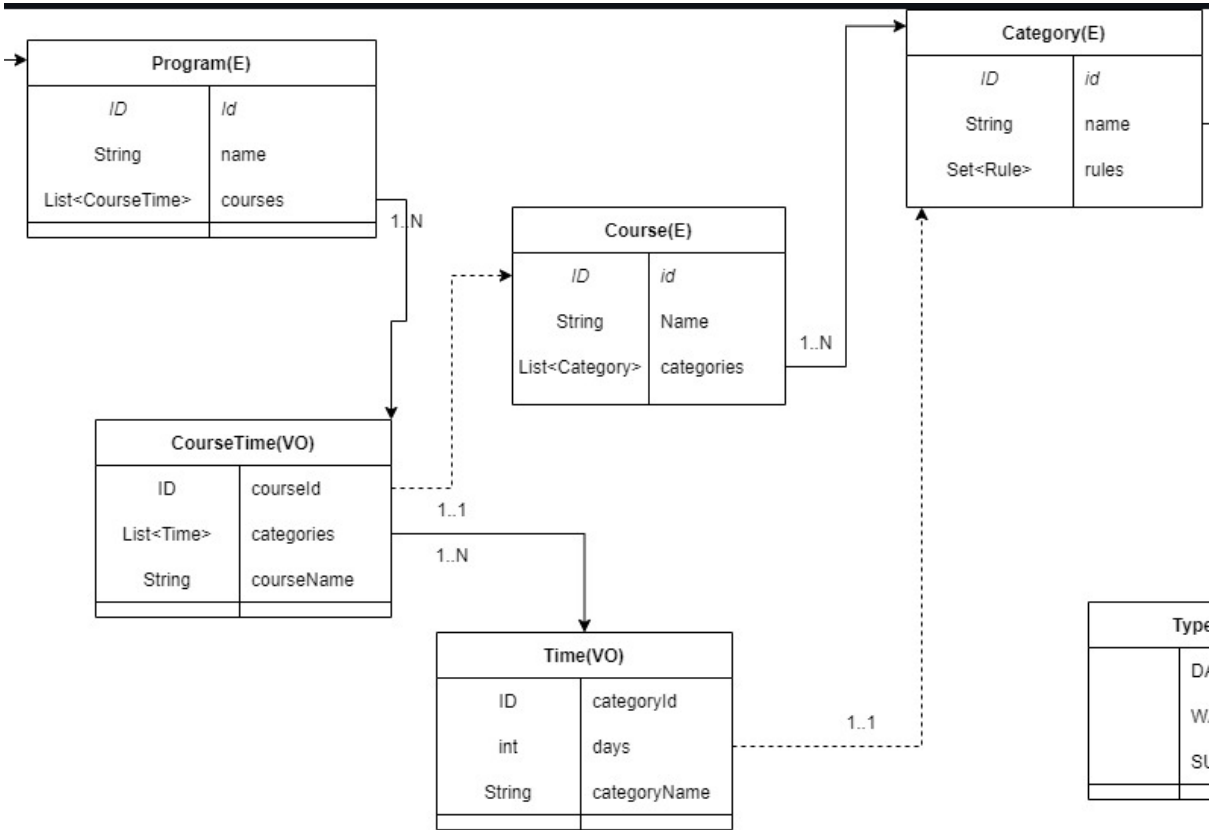 Program(E)
ID Id
String name
List<CourseTime> courses
1..N
Category(E)
ID id
String name
Set<Rule> rules
Course(E)
ID id
String Name
List<Category> categories
1..N
CourseTime(VO)
ID courseId
List<Time> categories
String courseName
1..1
1..N
Time(VO)
ID categoryId
int days
String categoryName
1..1
Type